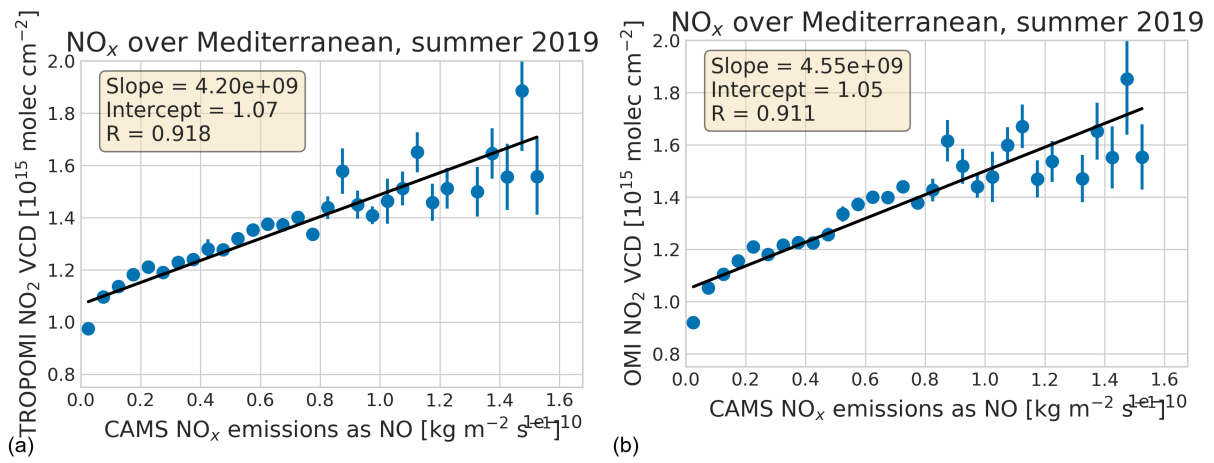 NOₓ over Mediterranean, summer 2019
TROPOMI NO₂ VCD [10¹⁵ molec cm⁻²]
2.0
1.8
1.6
1.4
1.2
1.0
0.8
Slope = 4.20e+09
Intercept = 1.07
R = 0.918
0.0 0.2 0.4 0.6 0.8 1.0 1.2 1.4 1.6
1e−10
CAMS NOₓ emissions as NO [kg m⁻² s⁻¹]
(a)
NOₓ over Mediterranean, summer 2019
OMI NO₂ VCD [10¹⁵ molec cm⁻²]
2.0
1.8
1.6
1.4
1.2
1.0
0.8
Slope = 4.55e+09
Intercept = 1.05
R = 0.911
0.0 0.2 0.4 0.6 0.8 1.0 1.2 1.4 1.6
1e−10
CAMS NOₓ emissions as NO [kg m⁻² s⁻¹]
(b)